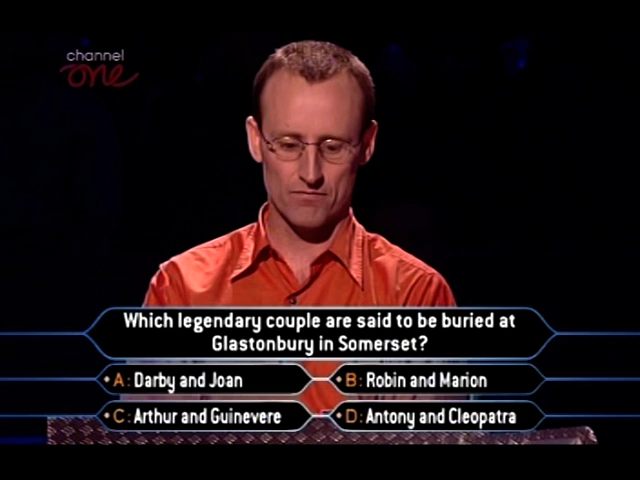 channel
one
Which legendary couple are said to be buried at
Glastonbury in Somerset?
A: Darby and Joan
B: Robin and Marion
C: Arthur and Guinevere
D: Antony and Cleopatra